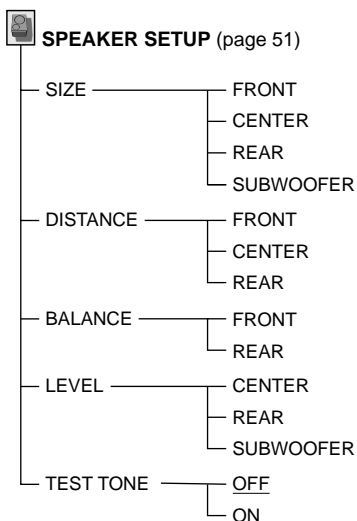 SPEAKER SETUP (page 51)
SIZE FRONT
CENTER
REAR
SUBWOOFER
DISTANCE FRONT
CENTER
REAR
BALANCE FRONT
REAR
LEVEL CENTER
REAR
SUBWOOFER
TEST TONE OFF
ON